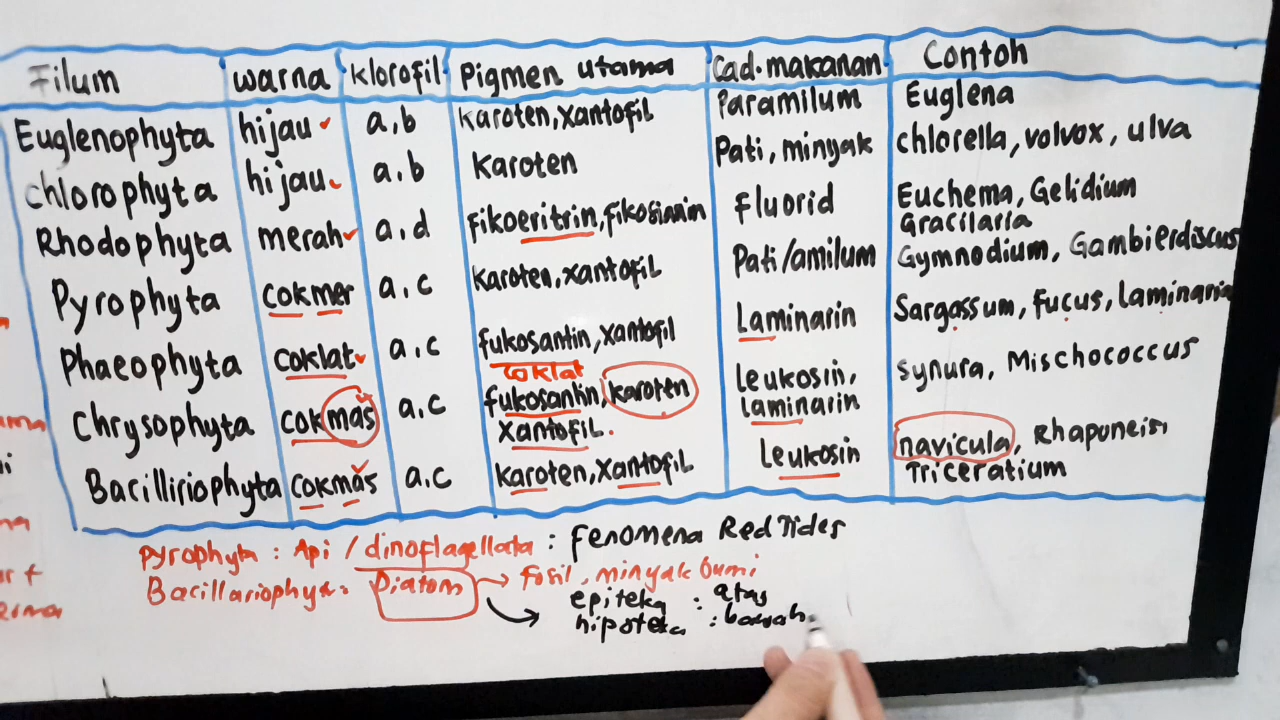 Filum warna klorofil Pigmen utama Cad. makanan Contoh
Euglenophyta hijau a,b karoten, xantofil Paramilum Euglena
Chlorophyta hijau a,b Karoten Pati, minyak chlorella, volvox, ulva
Rhodophyta merah a,d Fikoeritrin, Fikosianin Fluorid Euchema, Gelidium
Gracilaria
Pyrophyta cokmer a,c karoten, xantofil Pati/amilum Gymnodium, Gambierdiscus
Phaeophyta coklat a,c fukosantin, xantofil Laminarin Sargassum, Fucus, laminaria
coklat
Chrysophyta cokmas a,c fukosantin, karoten Leukosin, synura, Mischococcus
xantofil. laminarin
Bacilliriophyta cokmas a,c karoten, xantofil Leukosin navicula, Rhaponeisi
Triceratium
Pyrophyta : Api / dinoflagellata : Fenomena Red Tides
Bacillariophyta: Diatom → Fosil, minyak bumi
epiteka : atas
hipoteka : bawah